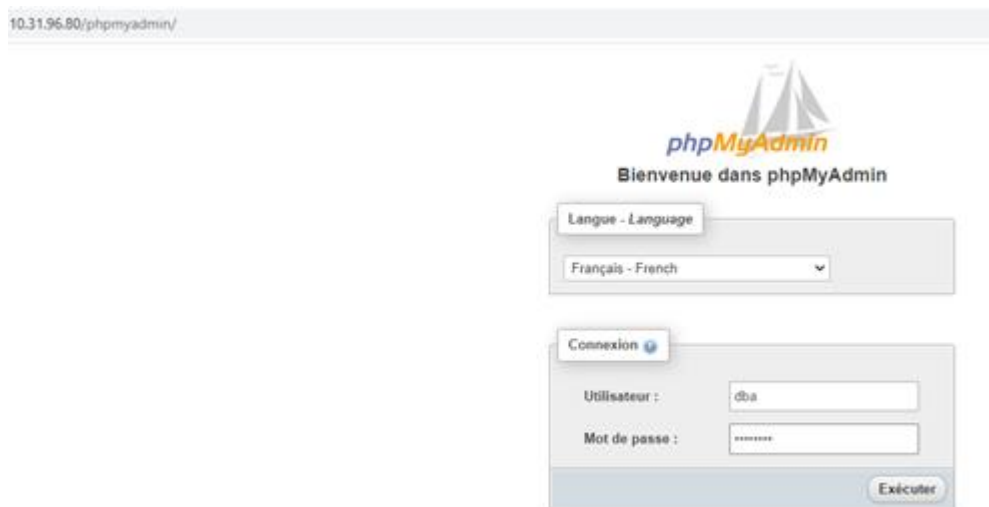 10.31.96.80/phpmyadmin/
phpMyAdmin
Bienvenue dans phpMyAdmin
Langue - Language
Français - French
Connexion
Utilisateur :
dba
Mot de passe :
Exécuter